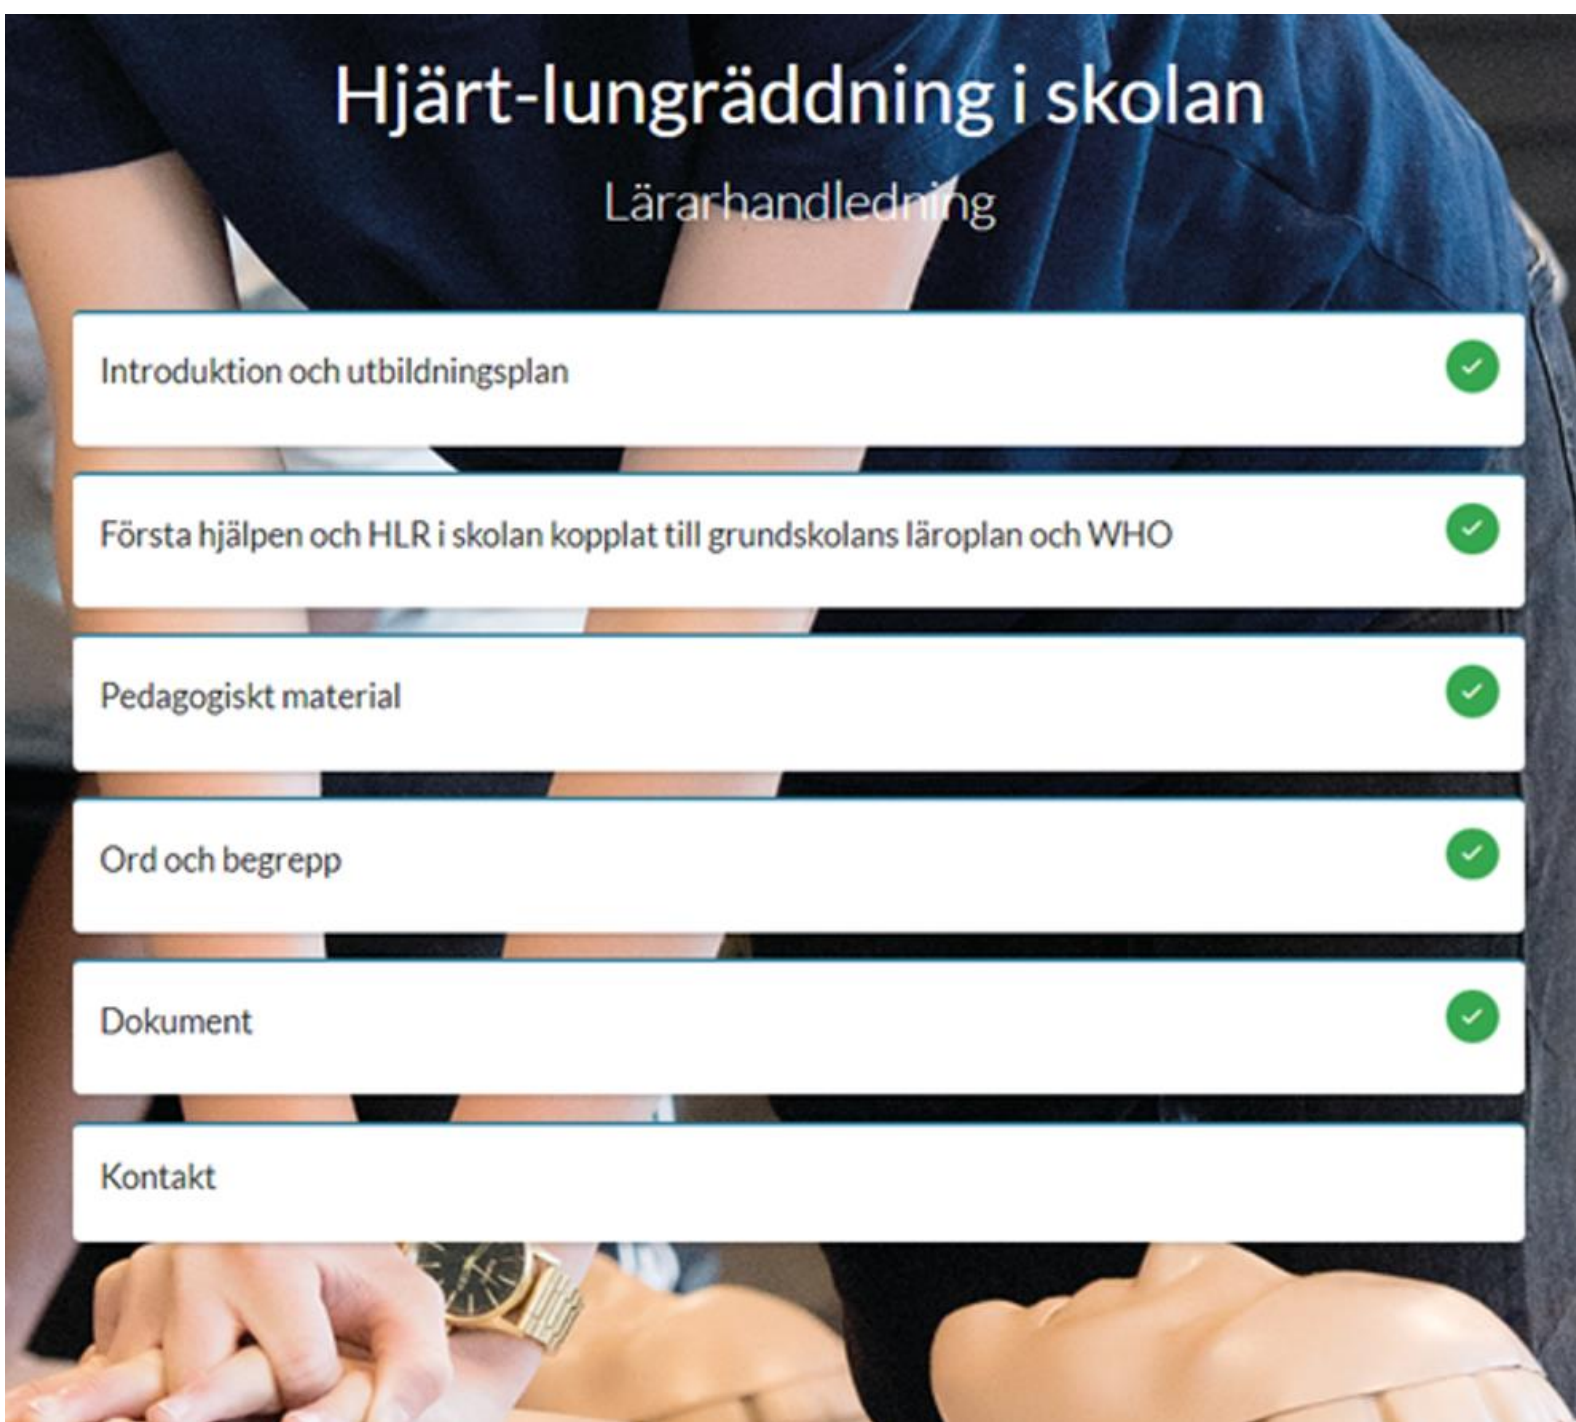 Hjärt-lungräddning i skolan
Lärarhandledning
Introduktion och utbildningsplan
Första hjälpen och HLR i skolan kopplat till grundskolans läroplan och WHO
Pedagogiskt material
Ord och begrepp
Dokument
Kontakt